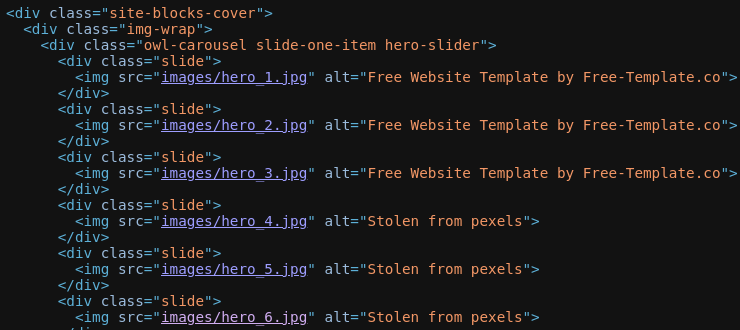 <div class="site-blocks-cover">
<div class="img-wrap">
<div class="owl-carousel slide-one-item hero-slider">
<div class="slide">
<img src="images/hero_1.jpg" alt="Free Website Template by Free-Template.co">
</div>
<div class="slide">
<img src="images/hero_2.jpg" alt="Free Website Template by Free-Template.co">
</div>
<div class="slide">
<img src="images/hero_3.jpg" alt="Free Website Template by Free-Template.co">
</div>
<div class="slide">
<img src="images/hero_4.jpg" alt="Stolen from pexels">
</div>
<div class="slide">
<img src="images/hero_5.jpg" alt="Stolen from pexels">
</div>
<div class="slide">
<img src="images/hero_6.jpg" alt="Stolen from pexels">